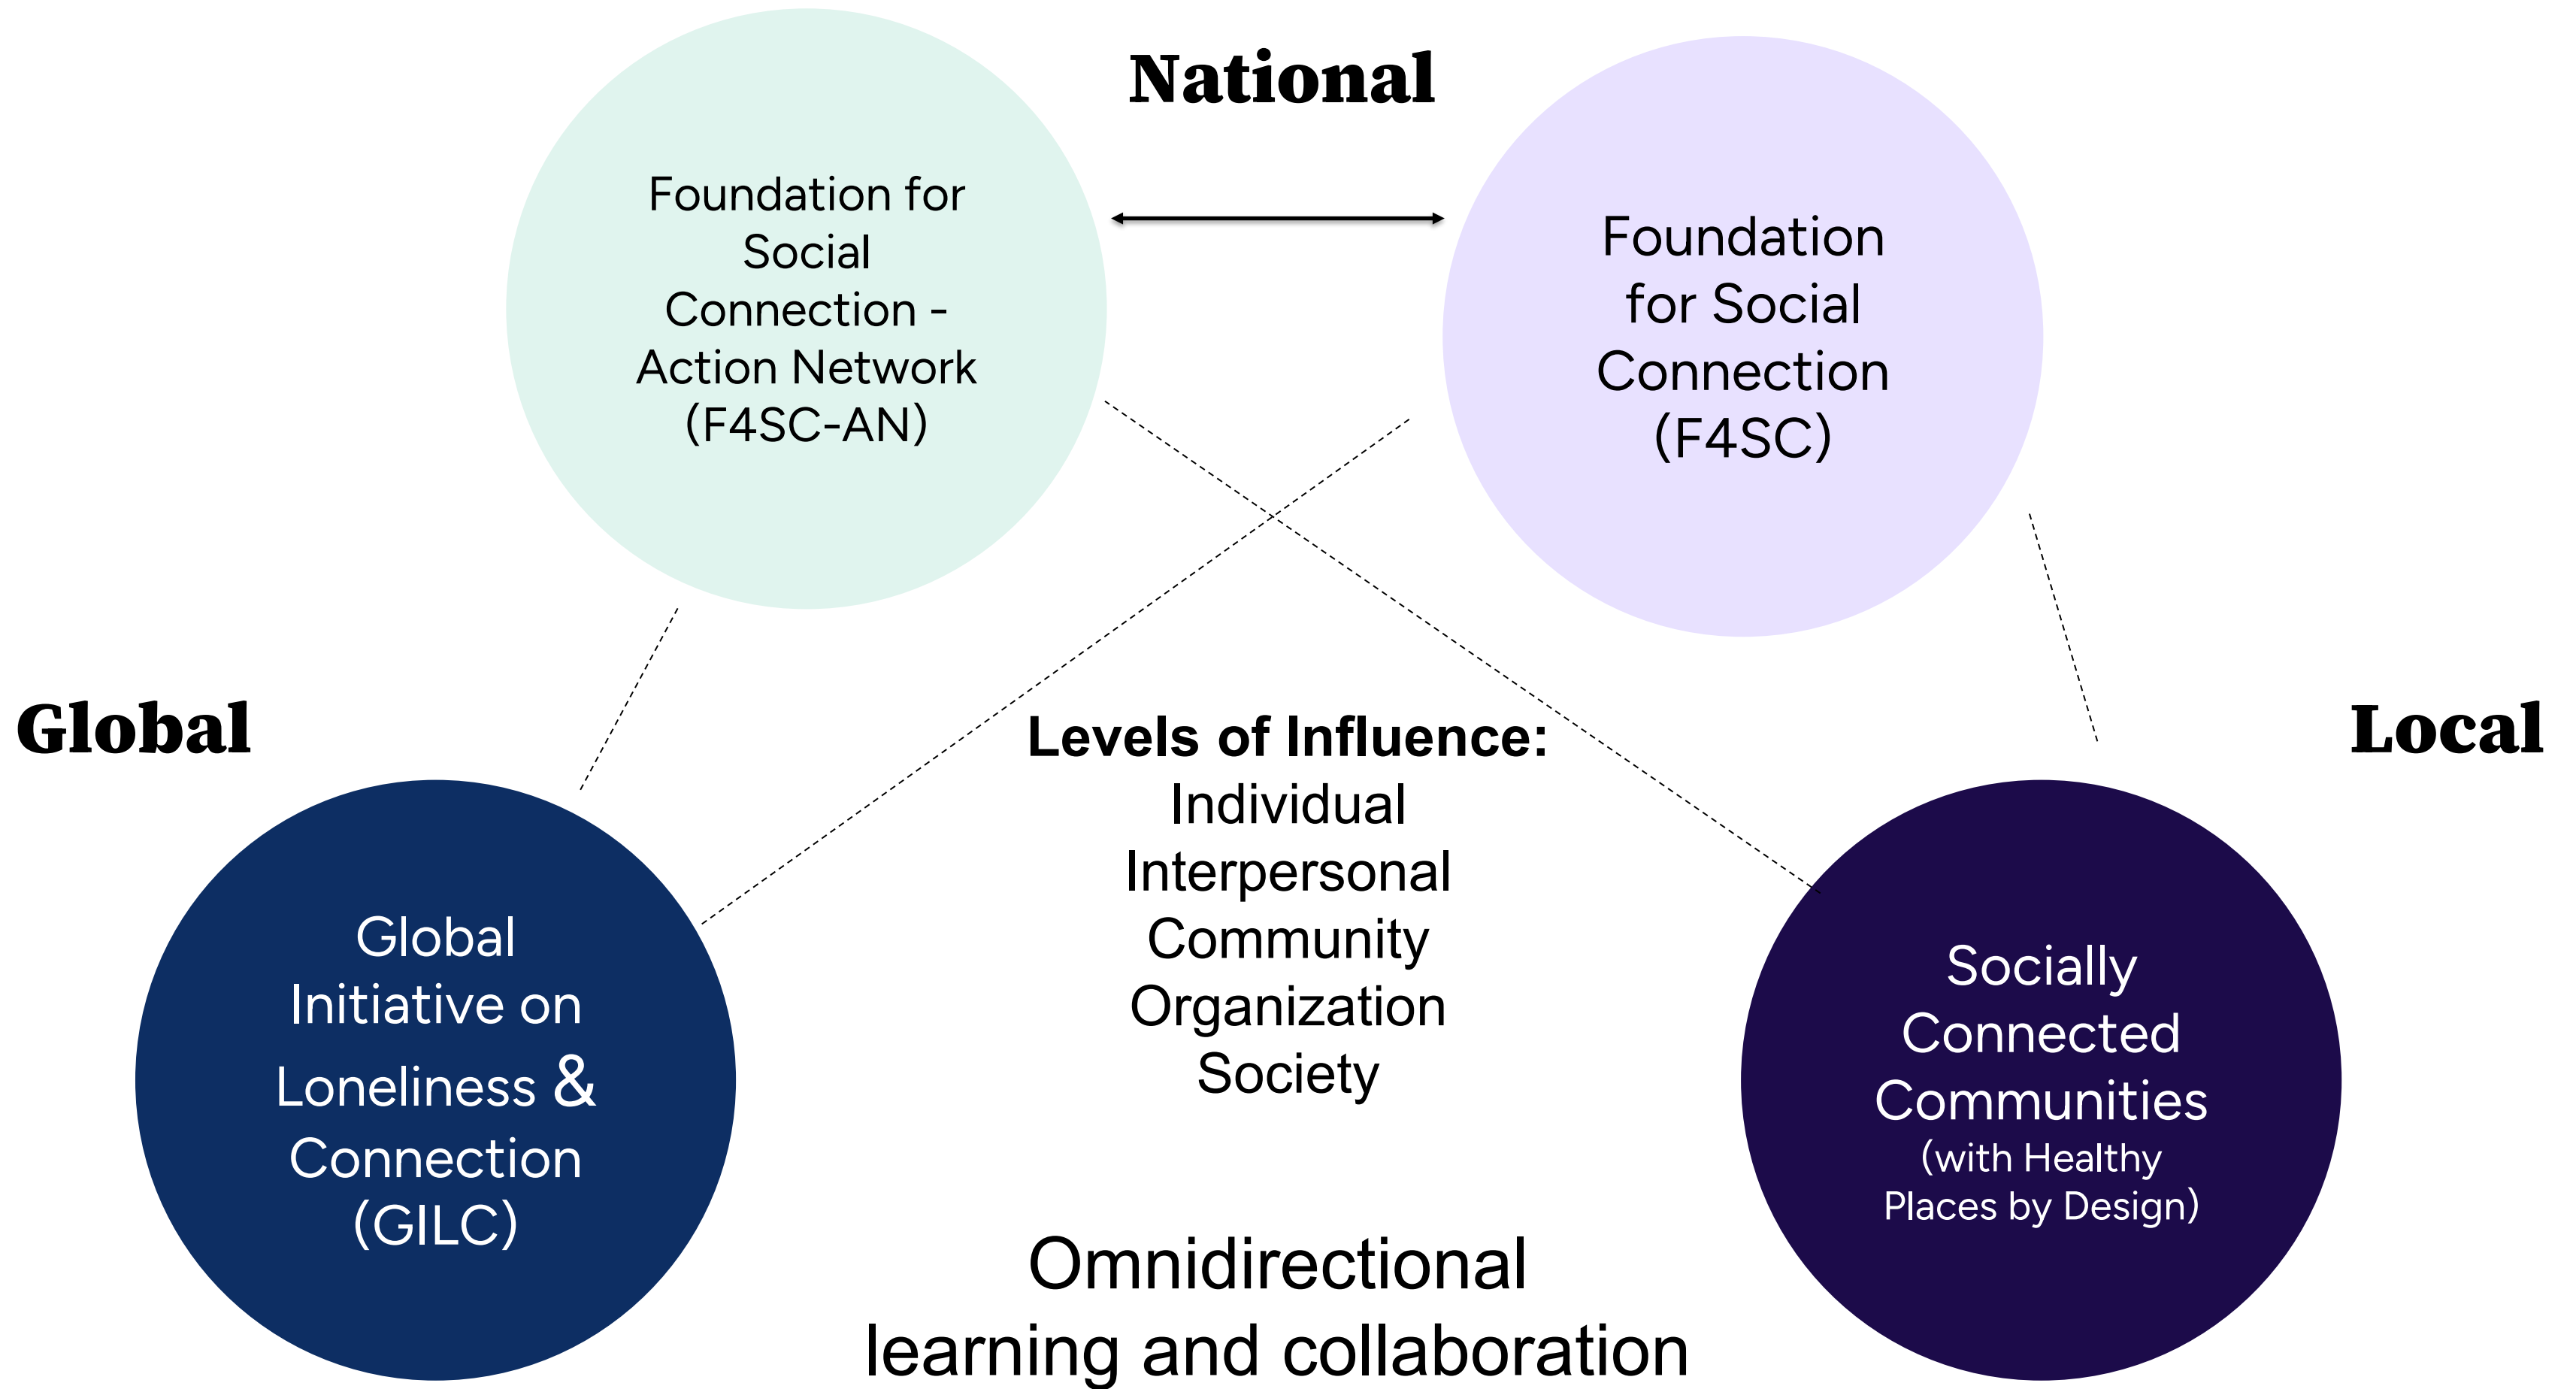 National
Foundation for
Social
Connection -
Action Network
(F4SC-AN)
Foundation
for Social
Connection
(F4SC)
Global
Local
Levels of Influence:
Individual
Interpersonal
Community
Organization
Society
Global
Initiative on
Loneliness &
Connection
(GILC)
Socially
Connected
Communities
(with Healthy
Places by Design)
Omnidirectional
learning and collaboration